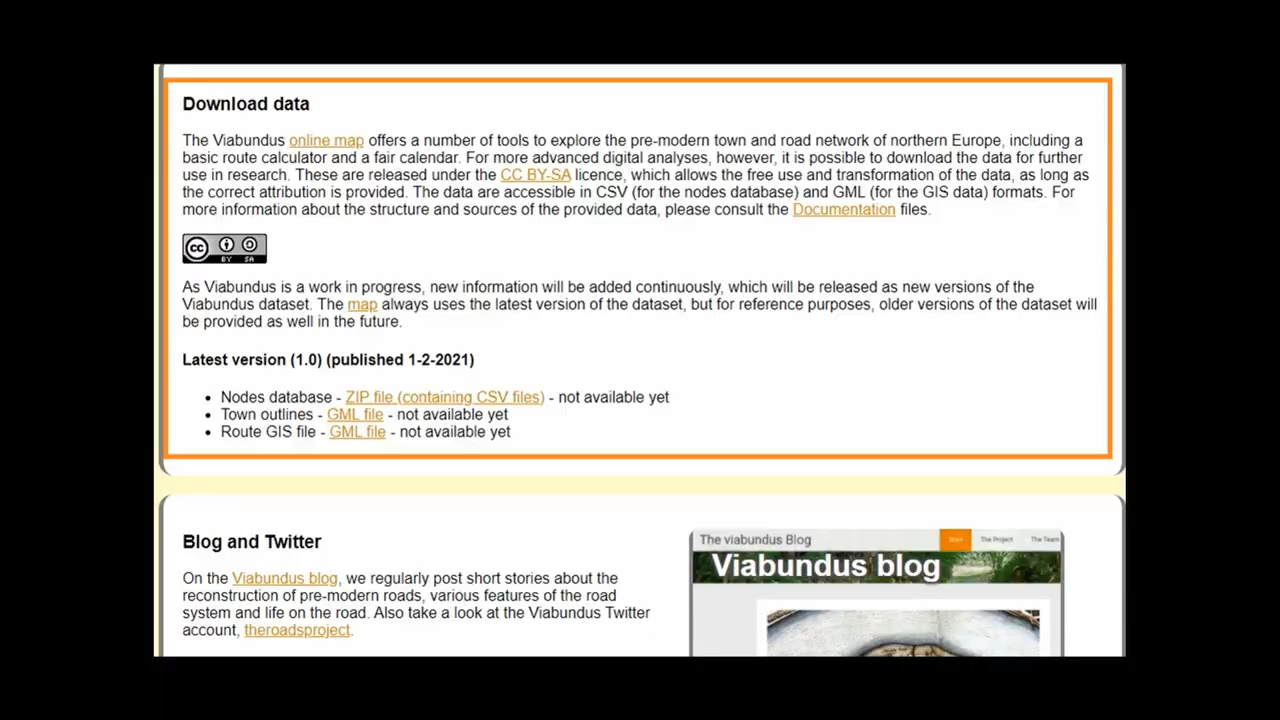 Download data
The Viabundus online map offers a number of tools to explore the pre-modern town and road network of northern Europe, including a
basic route calculator and a fair calendar. For more advanced digital analyses, however, it is possible to download the data for further
use in research. These are released under the CC BY-SA licence, which allows the free use and transformation of the data, as long as
the correct attribution is provided. The data are accessible in CSV (for the nodes database) and GML (for the GIS data) formats. For
more information about the structure and sources of the provided data, please consult the Documentation files.
cc BY SA
As Viabundus is a work in progress, new information will be added continuously, which will be released as new versions of the
Viabundus dataset. The map always uses the latest version of the dataset, but for reference purposes, older versions of the dataset will
be provided as well in the future.
Latest version (1.0) (published 1-2-2021)
• Nodes database - ZIP file (containing CSV files) - not available yet
• Town outlines - GML file - not available yet
• Route GIS file - GML file - not available yet
Blog and Twitter
On the Viabundus blog, we regularly post short stories about the
reconstruction of pre-modern roads, various features of the road
system and life on the road. Also take a look at the Viabundus Twitter
account, theroadsproject.
The viabundus Blog The Project The Team
Viabundus blog